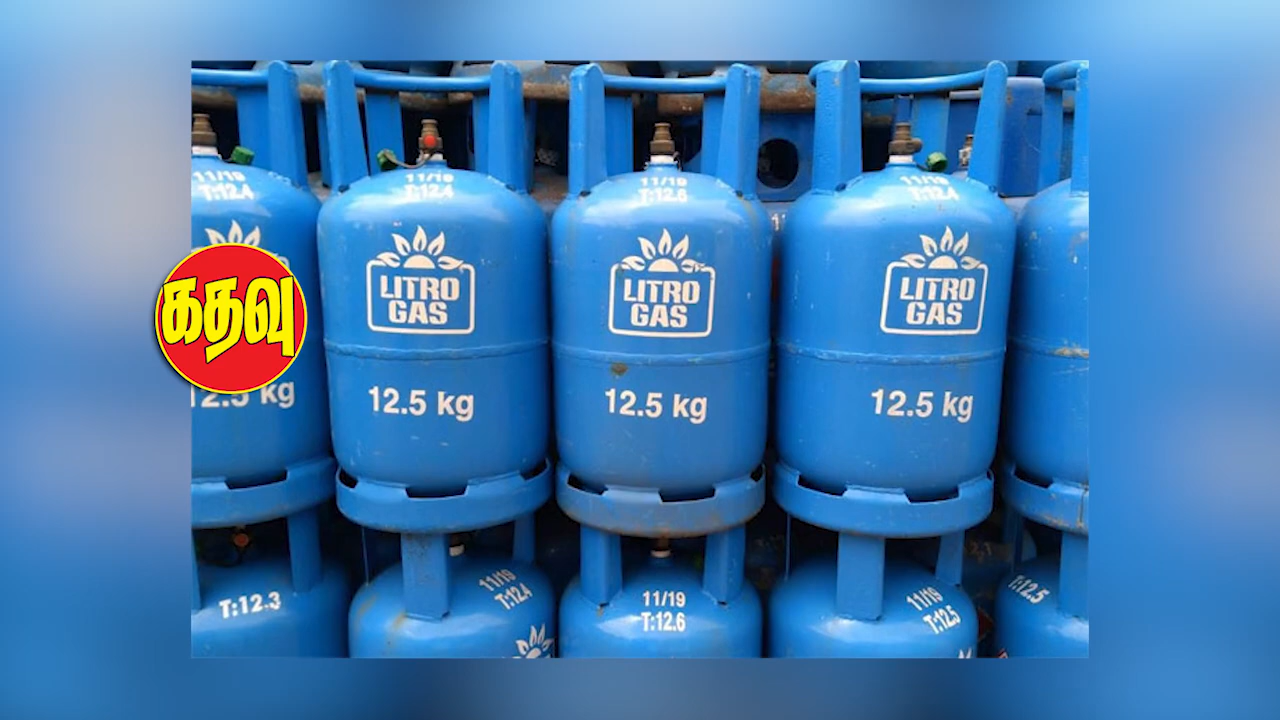 11/19
T:12.4
11/19
T:12.4
11/19
T:12.6
11/19
T:12.4
கதவு
LITRO
GAS
LITRO
GAS
LITRO
GAS
12.5 kg
12.5 kg
12.5 kg
12.5 kg
T:12.3
11/19
T:12.4
11/19
T:12.6
11/19
T:12.5
T:12.5